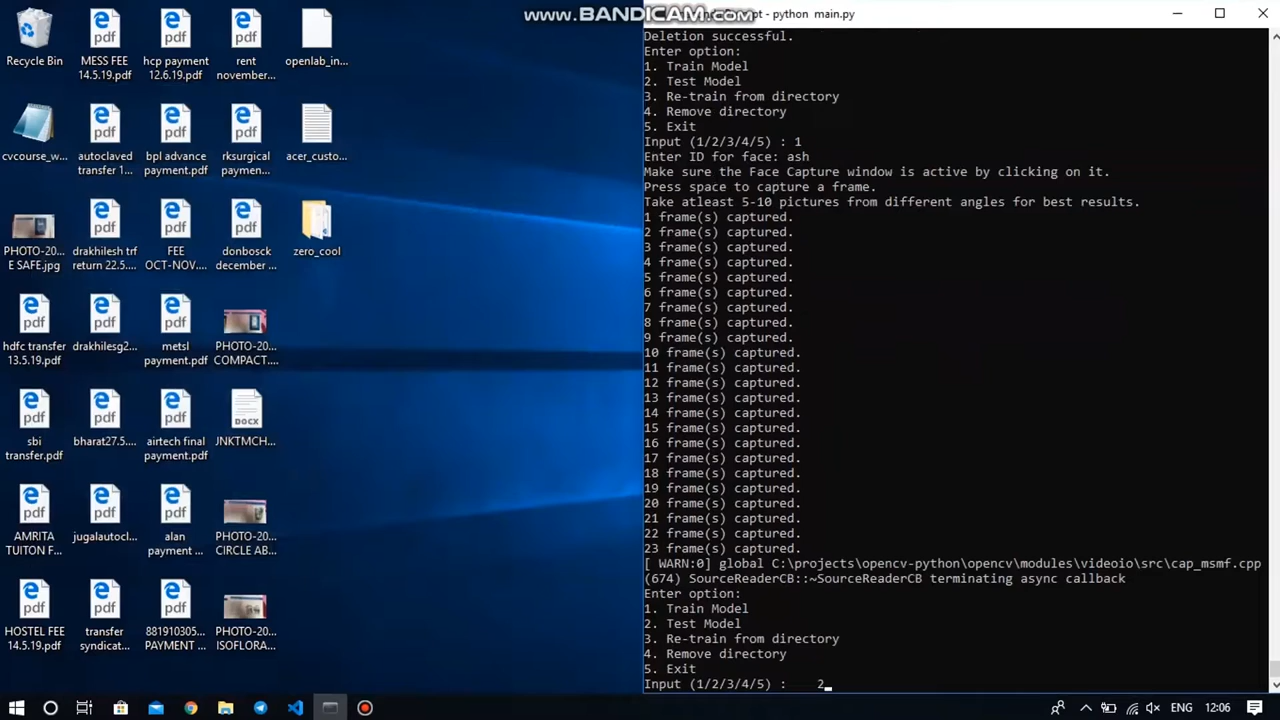 www.BANDICAM.com
pt - python  main.py
Recycle Bin
MESS FEE
14.5.19.pdf
hcp payment
12.6.19.pdf
rent
november...
openlab_in...
cvcourse_w...
autoclaved
transfer 1...
bpl advance
payment.pdf
rksurgical
paymen...
acer_custo...
PHOTO-20...
E SAFE.jpg
drakhilesh trf
return 22.5...
FEE
OCT-NOV....
donbosck
december ...
zero_cool
hdfc transfer
13.5.19.pdf
drakhilesg2...
metsl
payment.pdf
PHOTO-20...
COMPACT....
sbi
transfer.pdf
bharat27.5....
airtech final
payment.pdf
JNKTMCH...
AMRITA
TUITON F...
jugalautocl...
alan
payment ...
PHOTO-20...
CIRCLE AB...
HOSTEL FEE
14.5.19.pdf
transfer
syndicat...
881910305...
PAYMENT ...
PHOTO-20...
ISOFLORA...
Deletion successful.
Enter option:
1. Train Model
2. Test Model
3. Re-train from directory
4. Remove directory
5. Exit
Input (1/2/3/4/5) : 1
Enter ID for face: ash
Make sure the Face Capture window is active by clicking on it.
Press space to capture a frame.
Take atleast 5-10 pictures from different angles for best results.
1 frame(s) captured.
2 frame(s) captured.
3 frame(s) captured.
4 frame(s) captured.
5 frame(s) captured.
6 frame(s) captured.
7 frame(s) captured.
8 frame(s) captured.
9 frame(s) captured.
10 frame(s) captured.
11 frame(s) captured.
12 frame(s) captured.
13 frame(s) captured.
14 frame(s) captured.
15 frame(s) captured.
16 frame(s) captured.
17 frame(s) captured.
18 frame(s) captured.
19 frame(s) captured.
20 frame(s) captured.
21 frame(s) captured.
22 frame(s) captured.
23 frame(s) captured.
[ WARN:0] global C:\projects\opencv-python\opencv\modules\videoio\src\cap_msmf.cpp
(674) SourceReaderCB::~SourceReaderCB terminating async callback
Enter option:
1. Train Model
2. Test Model
3. Re-train from directory
4. Remove directory
5. Exit
Input (1/2/3/4/5) :    2
ENG
12:06